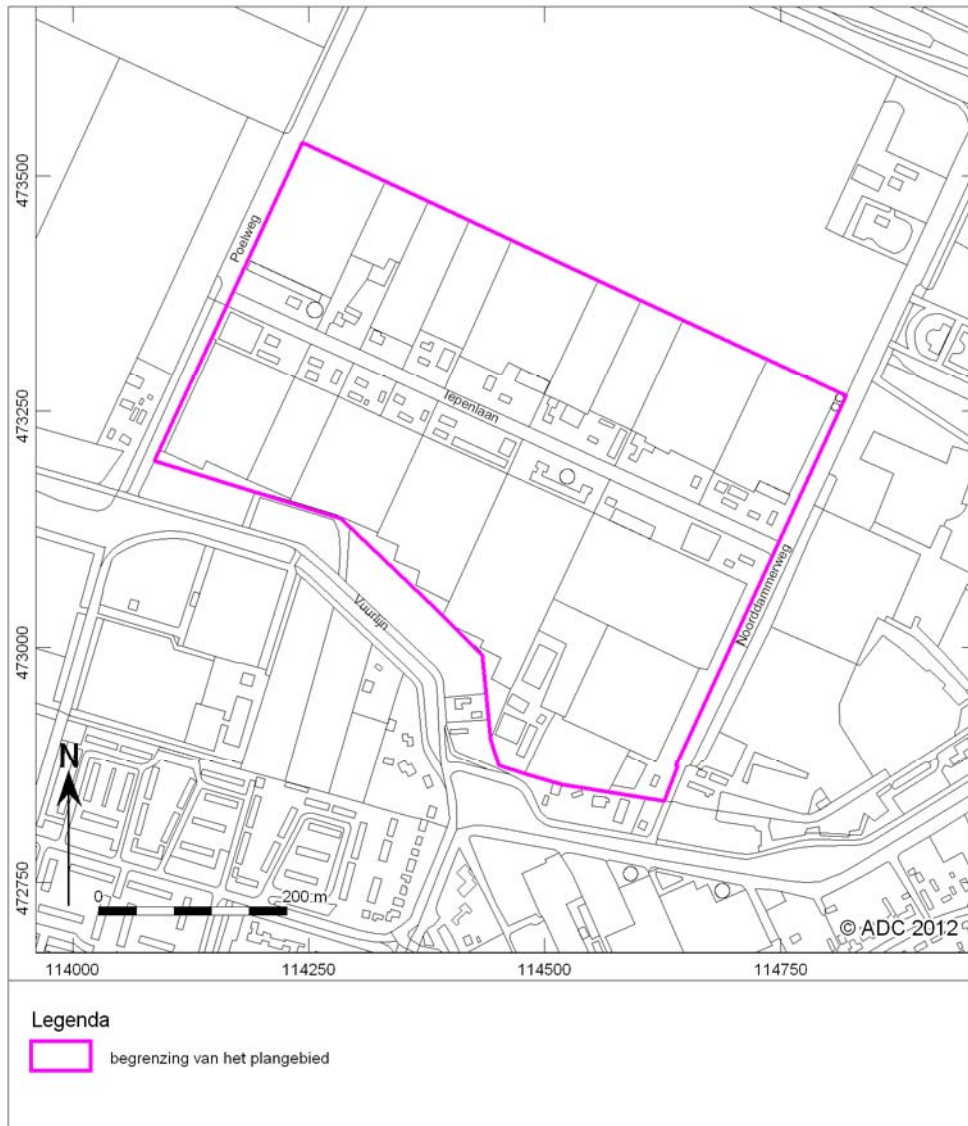 473500
473250
473000
472750
Poelweg
Iepenlaan
Noorddammerweg
Vuurlijn
N
0
200 m
© ADC 2012
114000
114250
114500
114750
Legenda
begrenzing van het plangebied